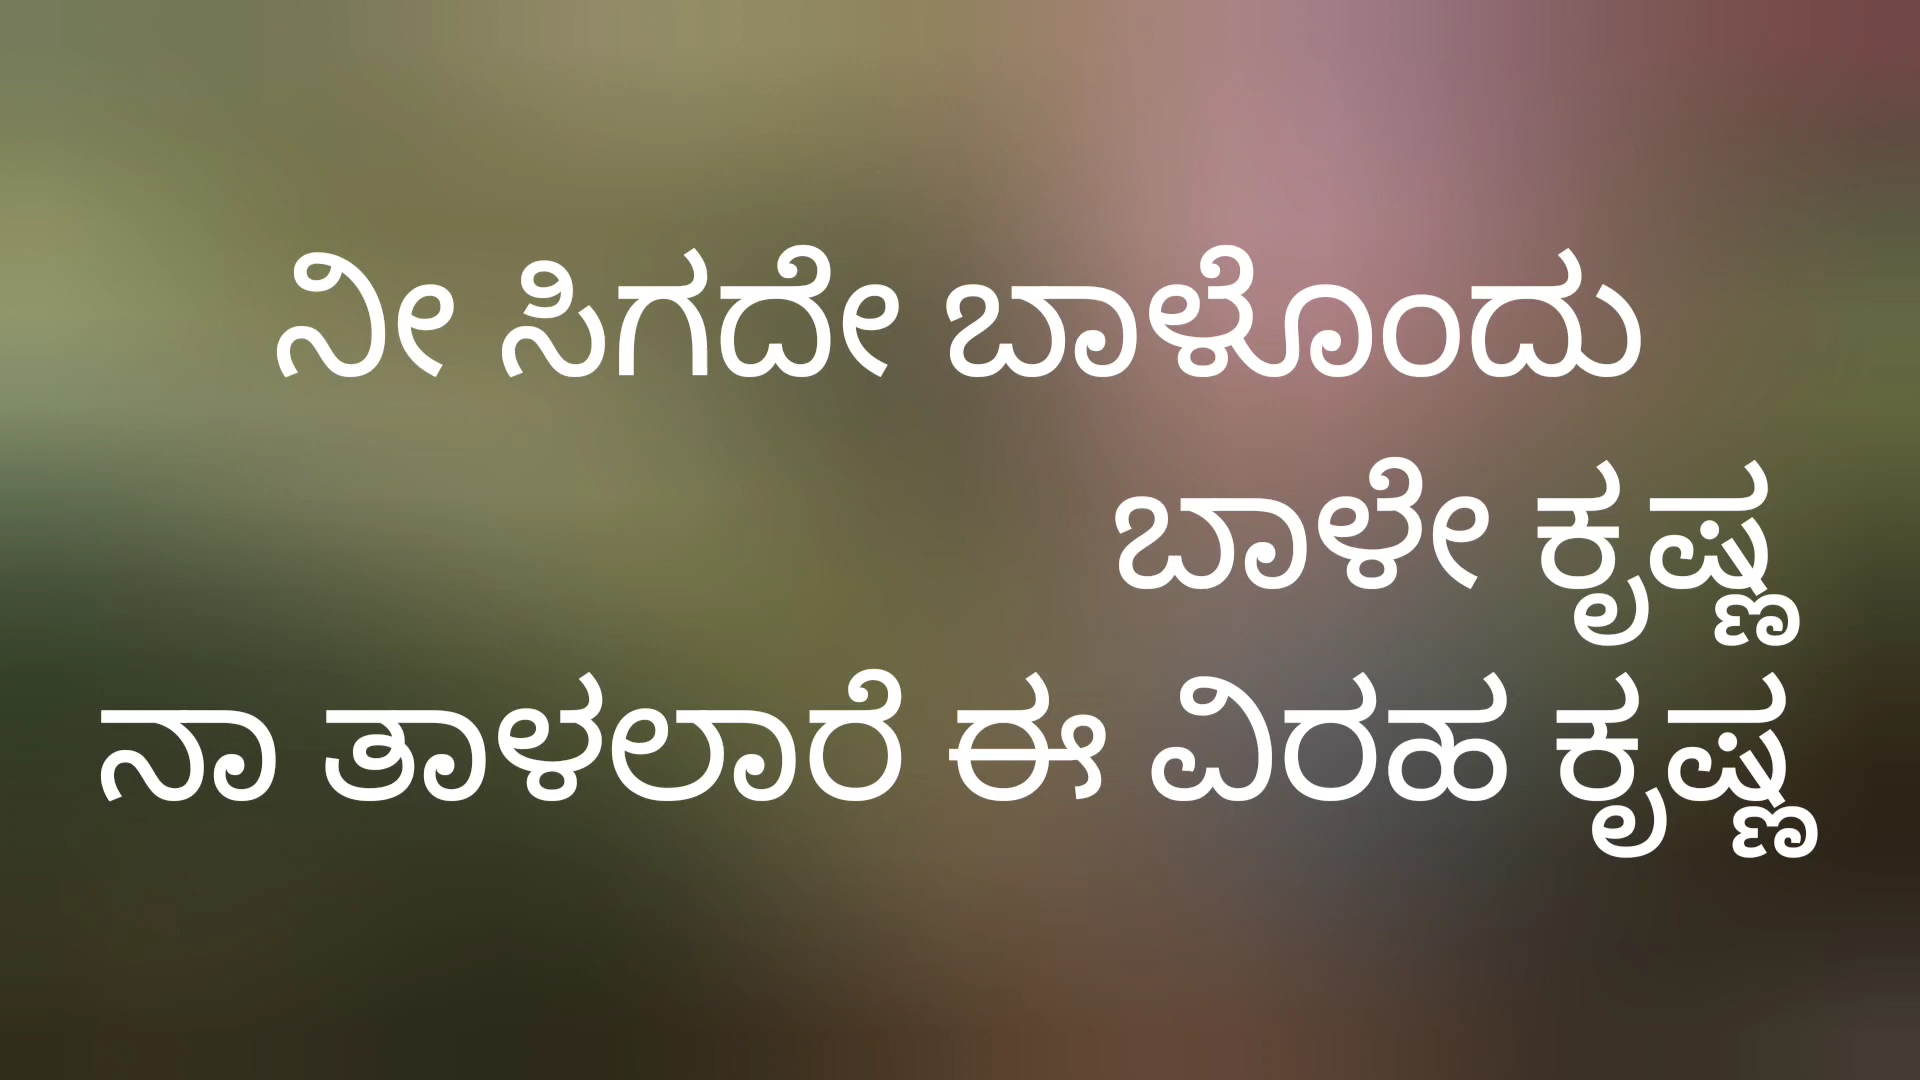 ನೀ ಸಿಗದೇ ಬಾಳೊಂದು
ಬಾಳೇ ಕೃಷ್ಣ
ನಾ ತಾಳಲಾರೆ ಈ ವಿರಹ ಕೃಷ್ಣ